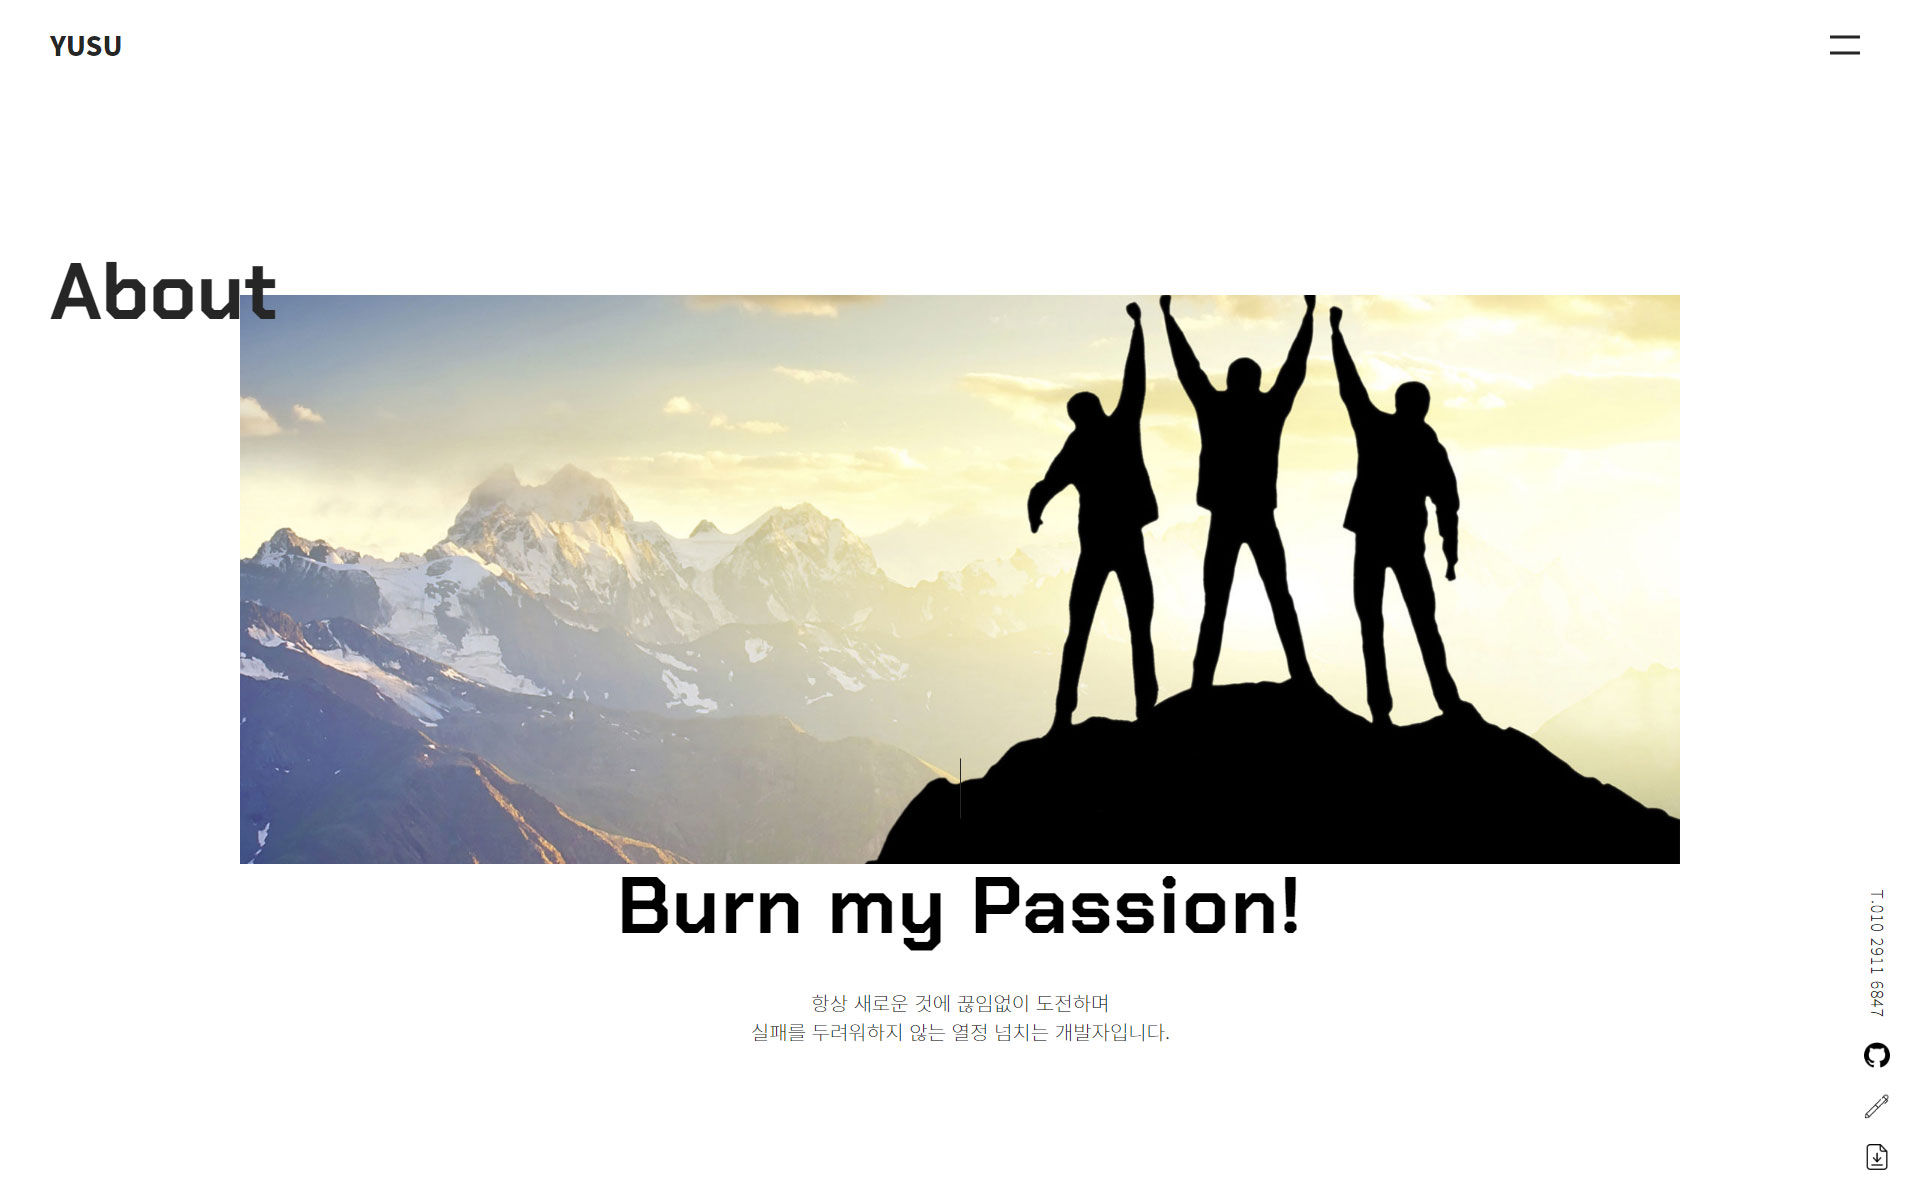 YUSU
About
Burn my Passion!
항상 새로운 것에 끊임없이 도전하며
실패를 두려워하지 않는 열정 넘치는 개발자입니다.
T.010 2911 6847